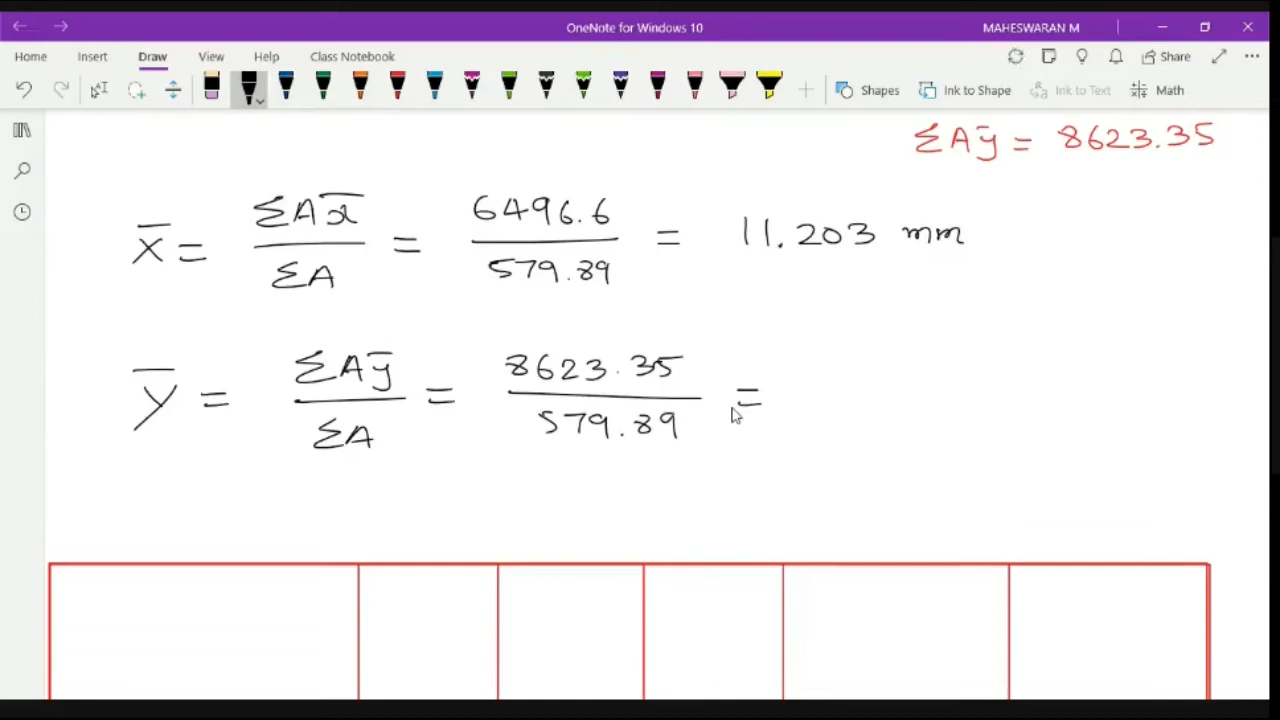 OneNote for Windows 10
MAHESWARAN M
Home Insert Draw View Help Class Notebook
Share
Shapes Ink to Shape Ink to Text Math
ΣAȳ = 8623.35
X̅ = ΣAx̅ / ΣA = 6496.6 / 579.89 = 11.203 mm
y̅ = ΣAȳ / ΣA = 8623.35 / 579.89 =